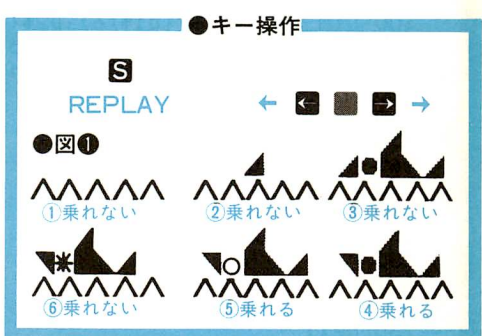 ●キー操作
S
REPLAY
← ← → →
●図❶
①乗れない
②乗れない
③乗れない
⑥乗れない
⑤乗れる
④乗れる